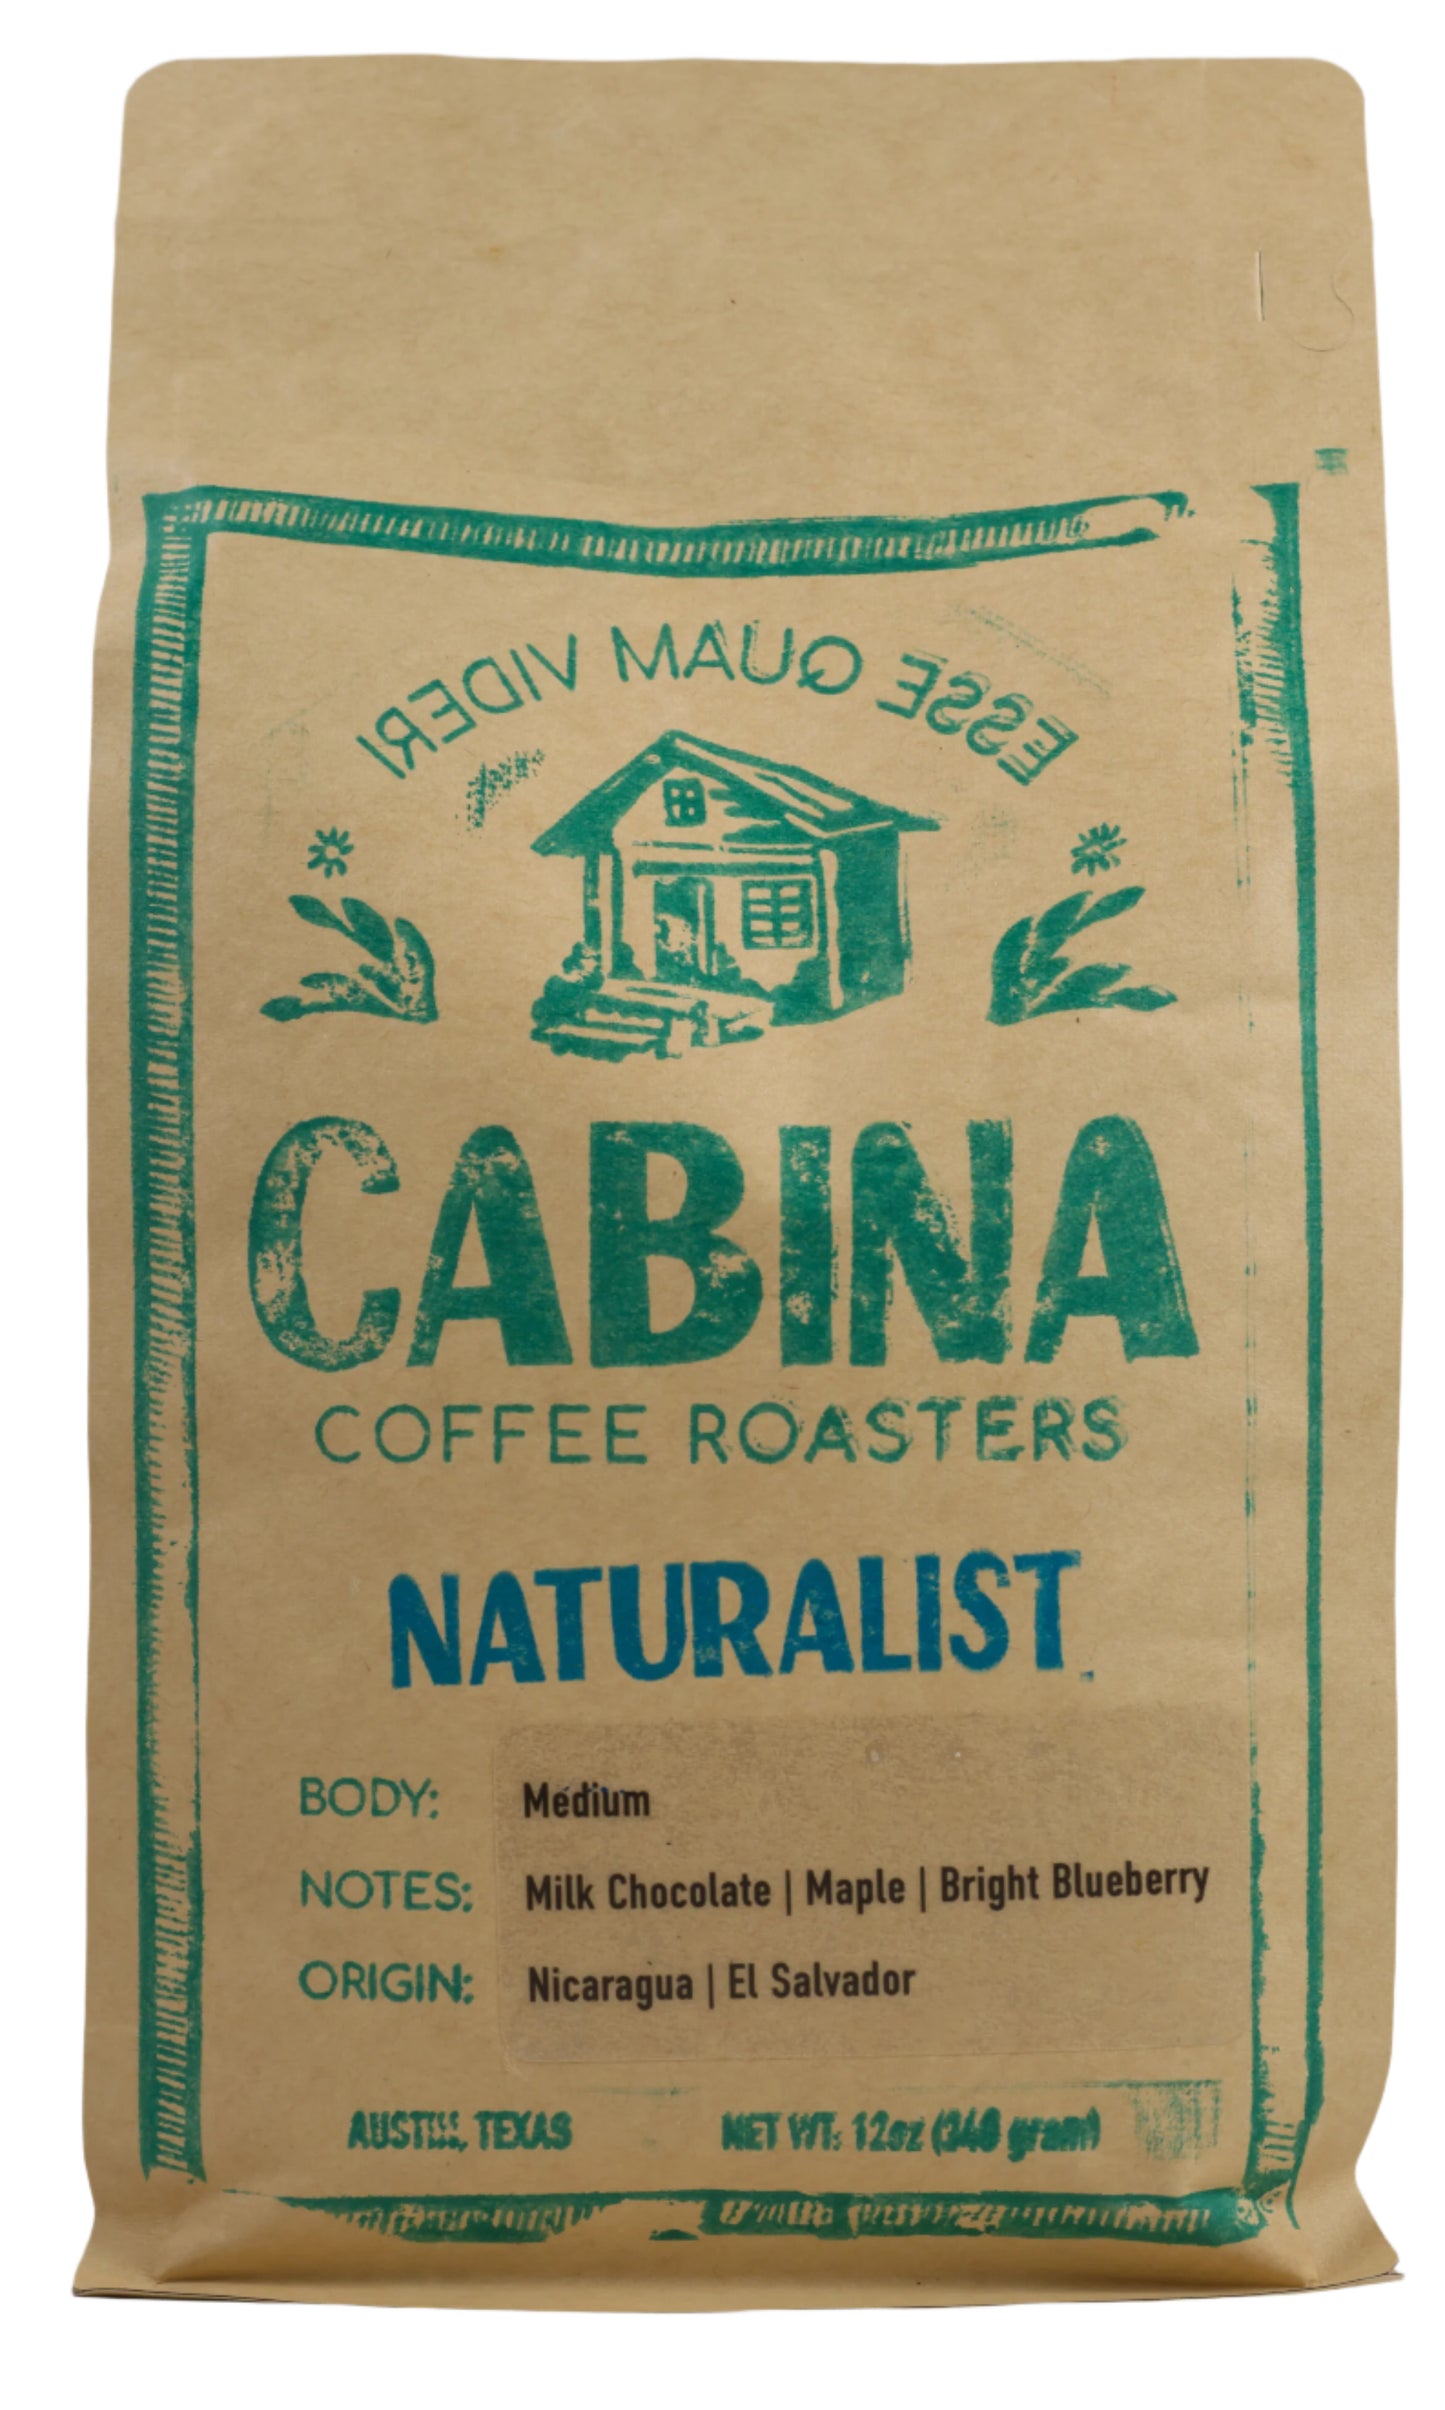 ESSE QUAM VIDERI
CABINA
COFFEE ROASTERS
NATURALIST
BODY: Medium
NOTES: Milk Chocolate | Maple | Bright Blueberry
ORIGIN: Nicaragua | El Salvador
AUSTIN, TEXAS NET WT: 12oz (340 gram)